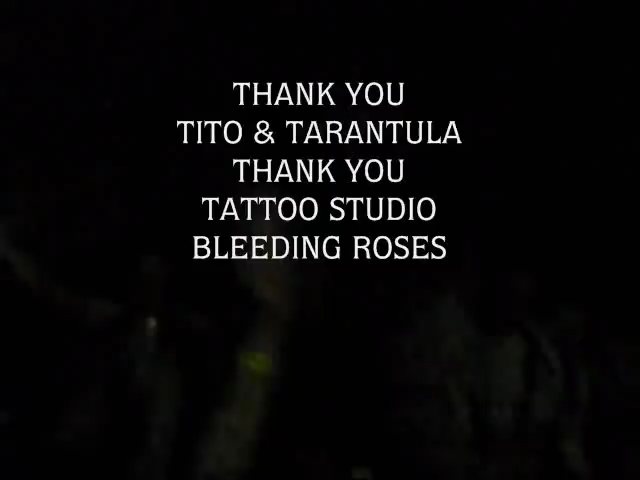 THANK YOU
TITO & TARANTULA
THANK YOU
TATTOO STUDIO
BLEEDING ROSES